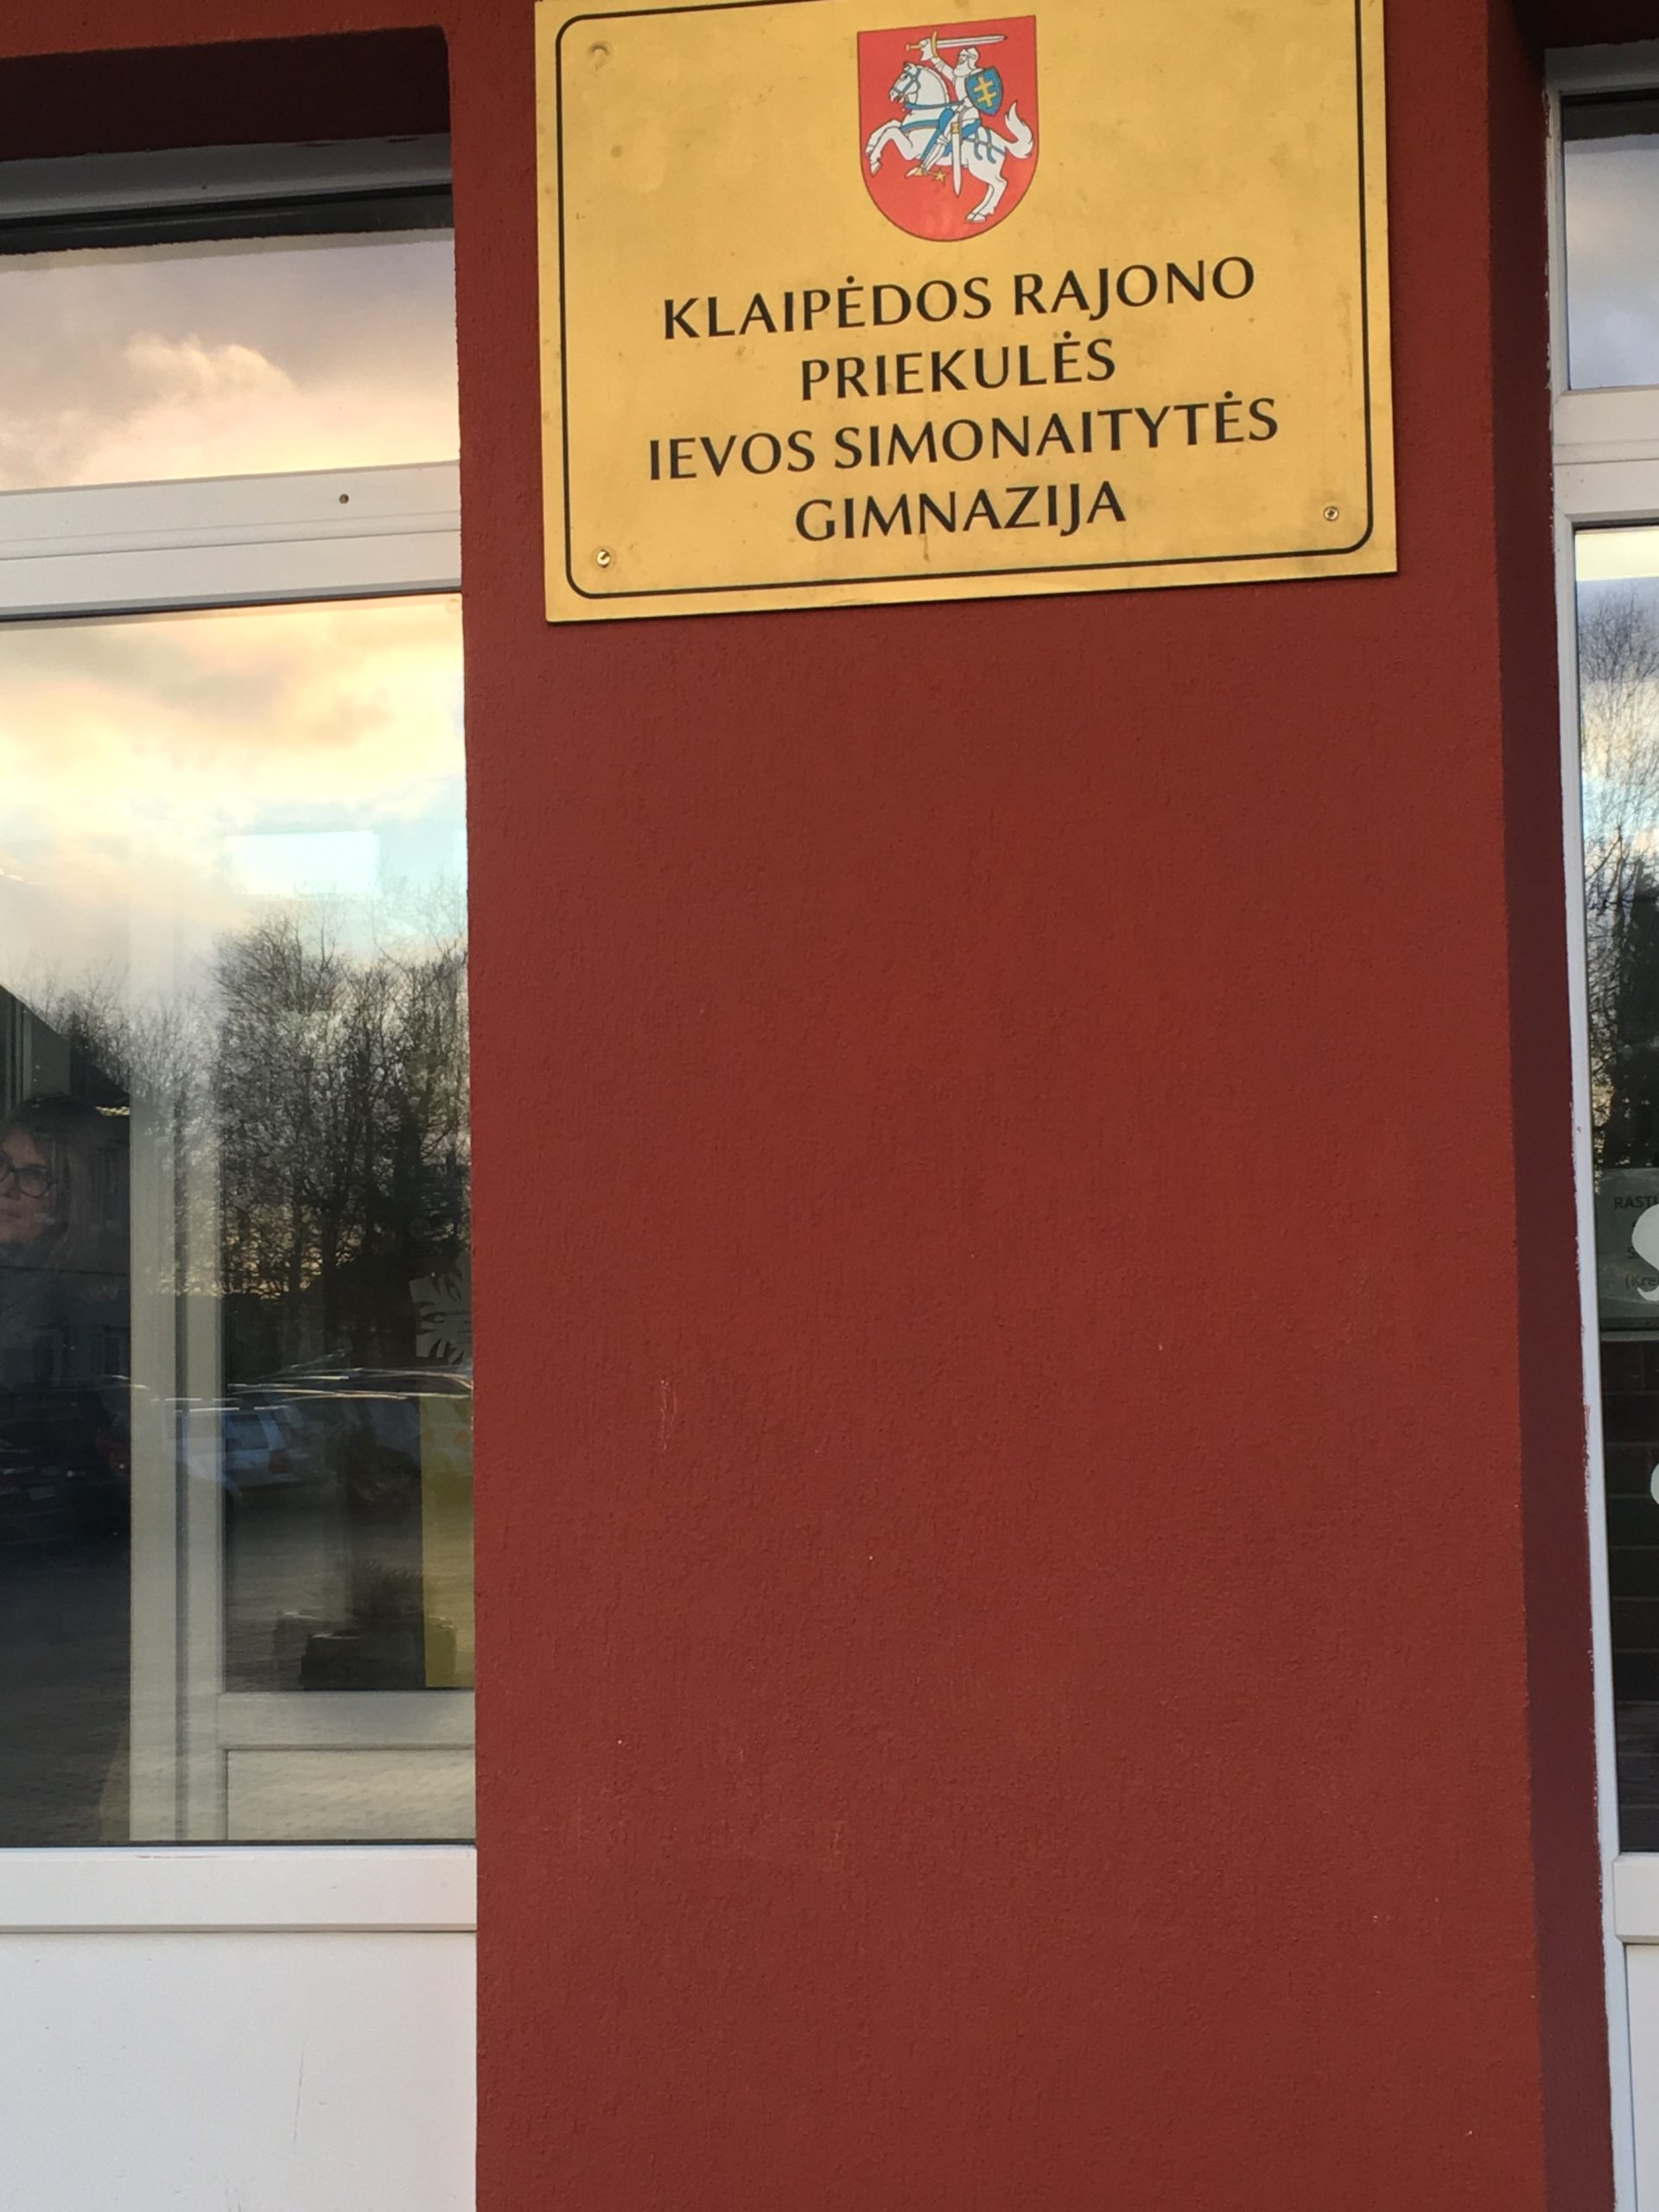 KLAIPĖDOS RAJONO
PRIEKULĖS
IEVOS SIMONAITYTĖS
GIMNAZIJA